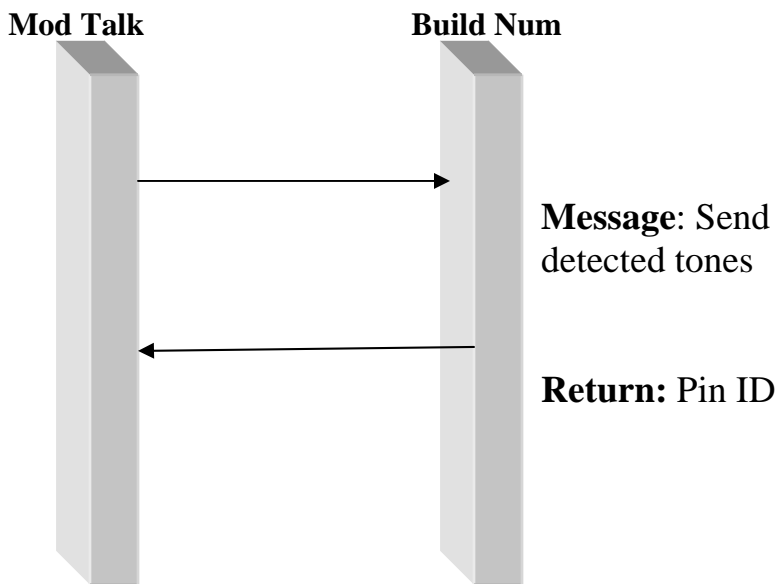 Mod Talk
Build Num
Message: Send
detected tones
Return: Pin ID